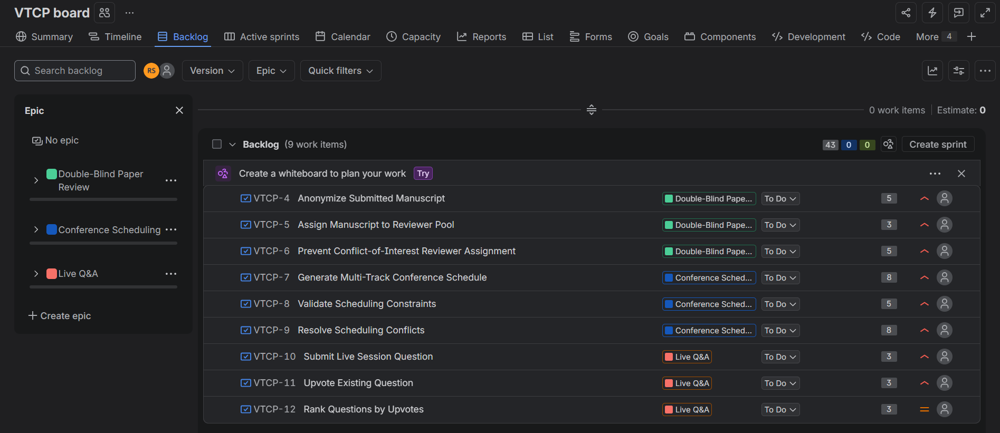 VTCP board
Summary Timeline Backlog Active sprints Calendar Capacity Reports List Forms Goals Components Development Code More 4
Search backlog RS Version Epic Quick filters
Epic
No epic
Double-Blind Paper
Review
Conference Scheduling
Live Q&A
Create epic
0 work items Estimate: 0
Backlog (9 work items) 43 0 0 Create sprint
Create a whiteboard to plan your work Try
VTCP-4 Anonymize Submitted Manuscript Double-Blind Pape... To Do 5
VTCP-5 Assign Manuscript to Reviewer Pool Double-Blind Pape... To Do 3
VTCP-6 Prevent Conflict-of-Interest Reviewer Assignment Double-Blind Pape... To Do 5
VTCP-7 Generate Multi-Track Conference Schedule Conference Sched... To Do 8
VTCP-8 Validate Scheduling Constraints Conference Sched... To Do 5
VTCP-9 Resolve Scheduling Conflicts Conference Sched... To Do 8
VTCP-10 Submit Live Session Question Live Q&A To Do 3
VTCP-11 Upvote Existing Question Live Q&A To Do 3
VTCP-12 Rank Questions by Upvotes Live Q&A To Do 3